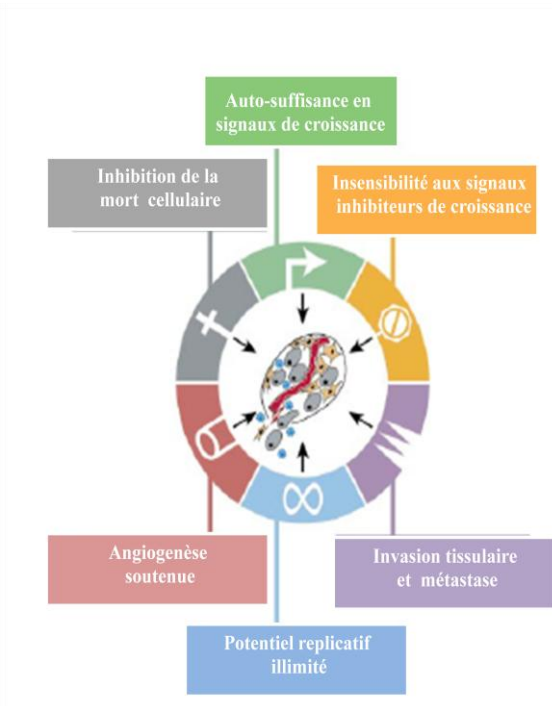 Auto-suffisance en
signaux de croissance
Inhibition de la
mort cellulaire
Insensibilité aux signaux
inhibiteurs de croissance
Angiogenèse
soutenue
Invasion tissulaire
et métastase
Potentiel replicatif
illimité